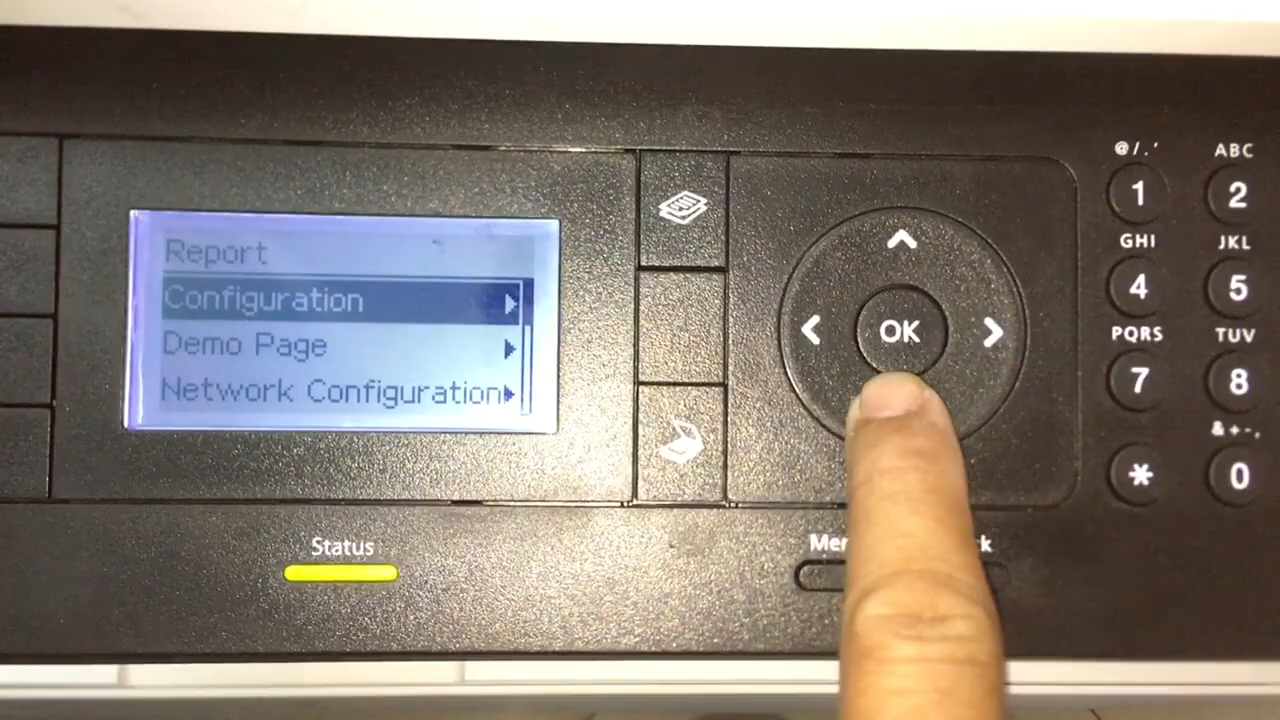 Report
Configuration
Demo Page
Network Configuration
Status
OK
@/.'
ABC
1
2
GHI
JKL
4
5
PQRS
TUV
7
8
&+-,
*
0